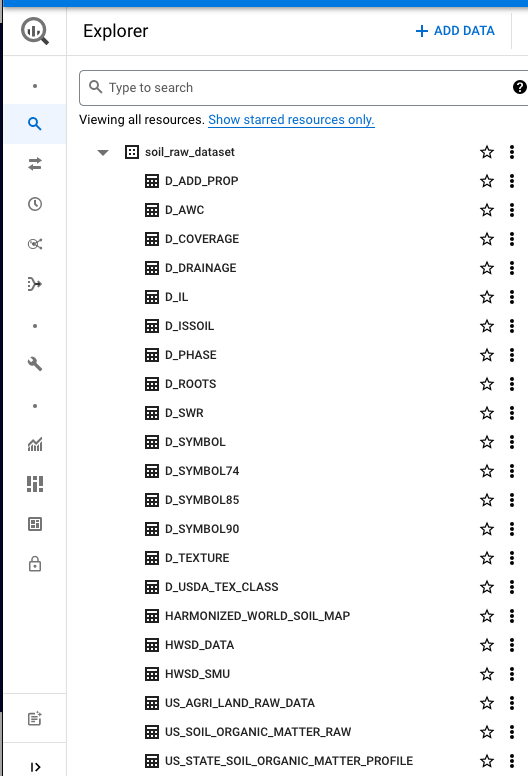 Explorer
+ ADD DATA
Type to search
?
Viewing all resources. Show starred resources only.
soil_raw_dataset
D_ADD_PROP
D_AWC
D_COVERAGE
D_DRAINAGE
D_IL
D_ISSOIL
D_PHASE
D_ROOTS
D_SWR
D_SYMBOL
D_SYMBOL74
D_SYMBOL85
D_SYMBOL90
D_TEXTURE
D_USDA_TEX_CLASS
HARMONIZED_WORLD_SOIL_MAP
HWSD_DATA
HWSD_SMU
US_AGRI_LAND_RAW_DATA
US_SOIL_ORGANIC_MATTER_RAW
US_STATE_SOIL_ORGANIC_MATTER_PROFILE